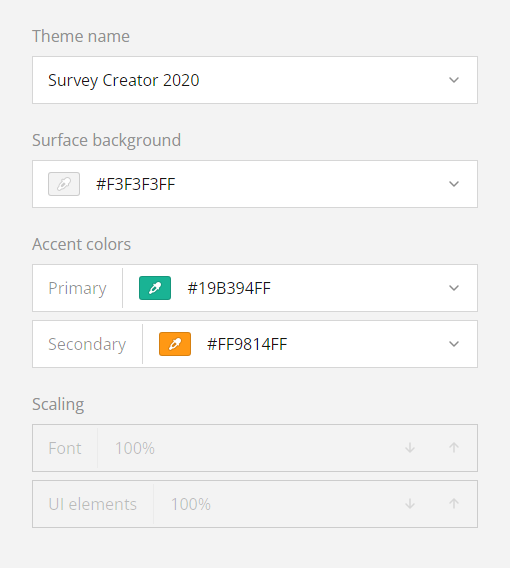 Theme name
Survey Creator 2020
Surface background
#F3F3F3FF
Accent colors
Primary #19B394FF
Secondary #FF9814FF
Scaling
Font 100%
UI elements 100%